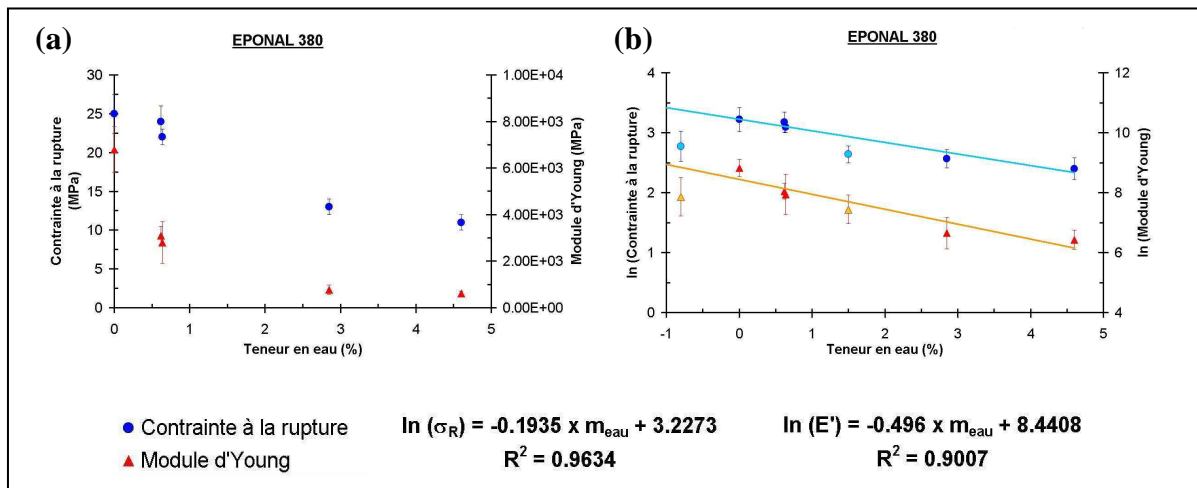 (a)
EPONAL 380
Contrainte à la rupture
(MPa)
30
25
20
15
10
5
0
1.00E+04
8.00E+03
6.00E+03
4.00E+03
2.00E+03
0.00E+00
Module d'Young (MPa)
0 1 2 3 4 5
Teneur en eau (%)
(b)
EPONAL 380
ln (Contrainte à la rupture)
4
3
2
1
0
12
10
8
6
4
ln (Module d'Young)
-1 0 1 2 3 4 5
Teneur en eau (%)
Contrainte à la rupture
Module d'Young
ln (σR) = -0.1935 x meau + 3.2273
R2 = 0.9634
ln (E') = -0.496 x meau + 8.4408
R2 = 0.9007